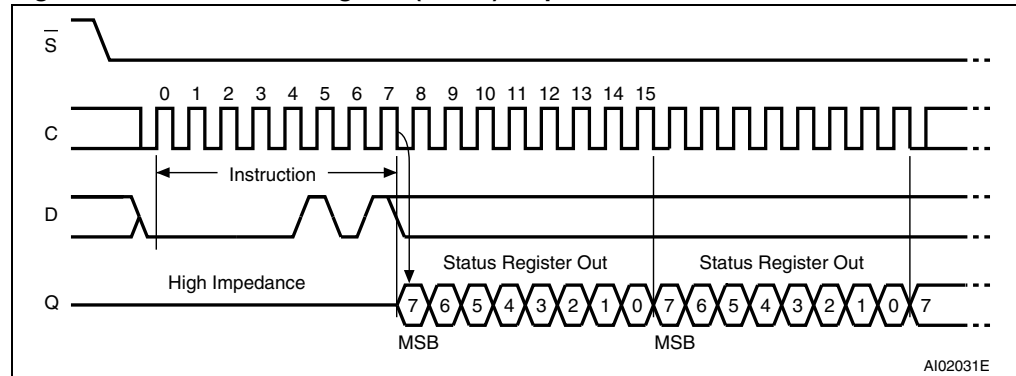 S
0 1 2 3 4 5 6 7 8 9 10 11 12 13 14 15
C
Instruction
D
Status Register Out Status Register Out
High Impedance
Q 7 6 5 4 3 2 1 0 7 6 5 4 3 2 1 0 7
MSB MSB
AI02031E